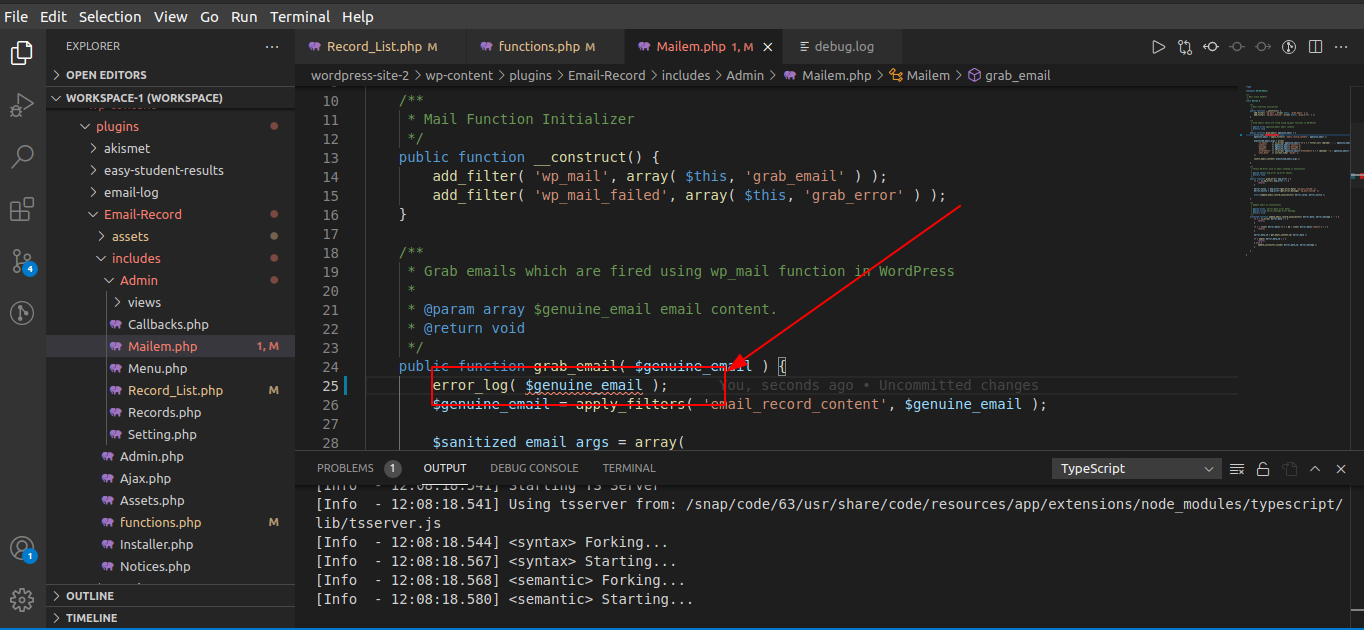 File Edit Selection View Go Run Terminal Help
EXPLORER ...
OPEN EDITORS
WORKSPACE-1 (WORKSPACE)
plugins
akismet
easy-student-results
email-log
Email-Record
assets
includes
Admin
views
Callbacks.php
Mailem.php 1, M
Menu.php
Record_List.php M
Records.php
Setting.php
Admin.php
Ajax.php
Assets.php
functions.php M
Installer.php
Notices.php
OUTLINE
TIMELINE
4
1
Record_List.php M functions.php M Mailem.php 1, M debug.log
wordpress-site-2 > wp-content > plugins > Email-Record > includes > Admin > Mailem.php > Mailem > grab_email
10 /**
11 * Mail Function Initializer
12 */
13 public function __construct() {
14 add_filter( 'wp_mail', array( $this, 'grab_email' ) );
15 add_filter( 'wp_mail_failed', array( $this, 'grab_error' ) );
16 }
17
18 /**
19 * Grab emails which are fired using wp_mail function in WordPress
20 *
21 * @param array $genuine_email email content.
22 * @return void
23 */
24 public function grab_email( $genuine_email ) {
25 error_log( $genuine_email ); You, seconds ago • Uncommitted changes
26 $genuine_email = apply_filters( 'email_record_content', $genuine_email );
27
28 $sanitized_email_args = array(
PROBLEMS 1 OUTPUT DEBUG CONSOLE TERMINAL TypeScript
[Info - 12:08:18.541] Starting TS Server
[Info - 12:08:18.541] Using tsserver from: /snap/code/63/usr/share/code/resources/app/extensions/node_modules/typescript/
lib/tsserver.js
[Info - 12:08:18.544] <syntax> Forking...
[Info - 12:08:18.567] <syntax> Starting...
[Info - 12:08:18.568] <semantic> Forking...
[Info - 12:08:18.580] <semantic> Starting...